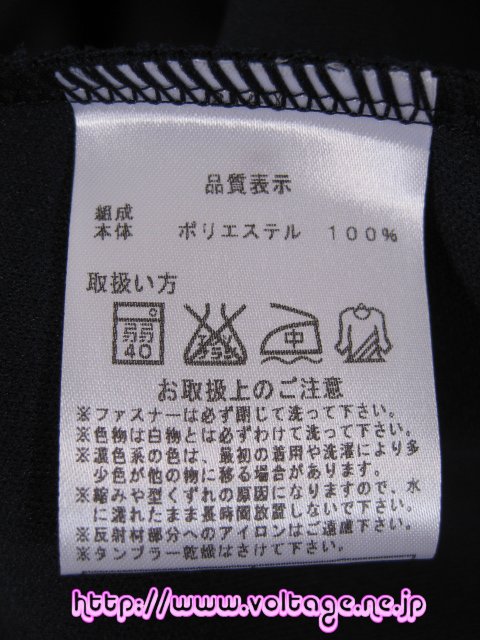 品質表示
組成
本体 ポリエステル 100%
取扱い方
弱
40
エンソサラシ
中
お取扱上のご注意
※ファスナーは必ず閉じて洗って下さい。
※色物は白物とは必ずわけて洗って下さい。
※濃色系の色は、最初の着用や洗濯により多
少色が他の物に移る場合があります。
※縮みや型くずれの原因になりますので、水
に濡れたまま長時間放置しないで下さい。
※反射材部分へのアイロンはご遠慮下さい。
※タンブラー乾燥はさけて下さい。
http://www.voltage.ne.jp